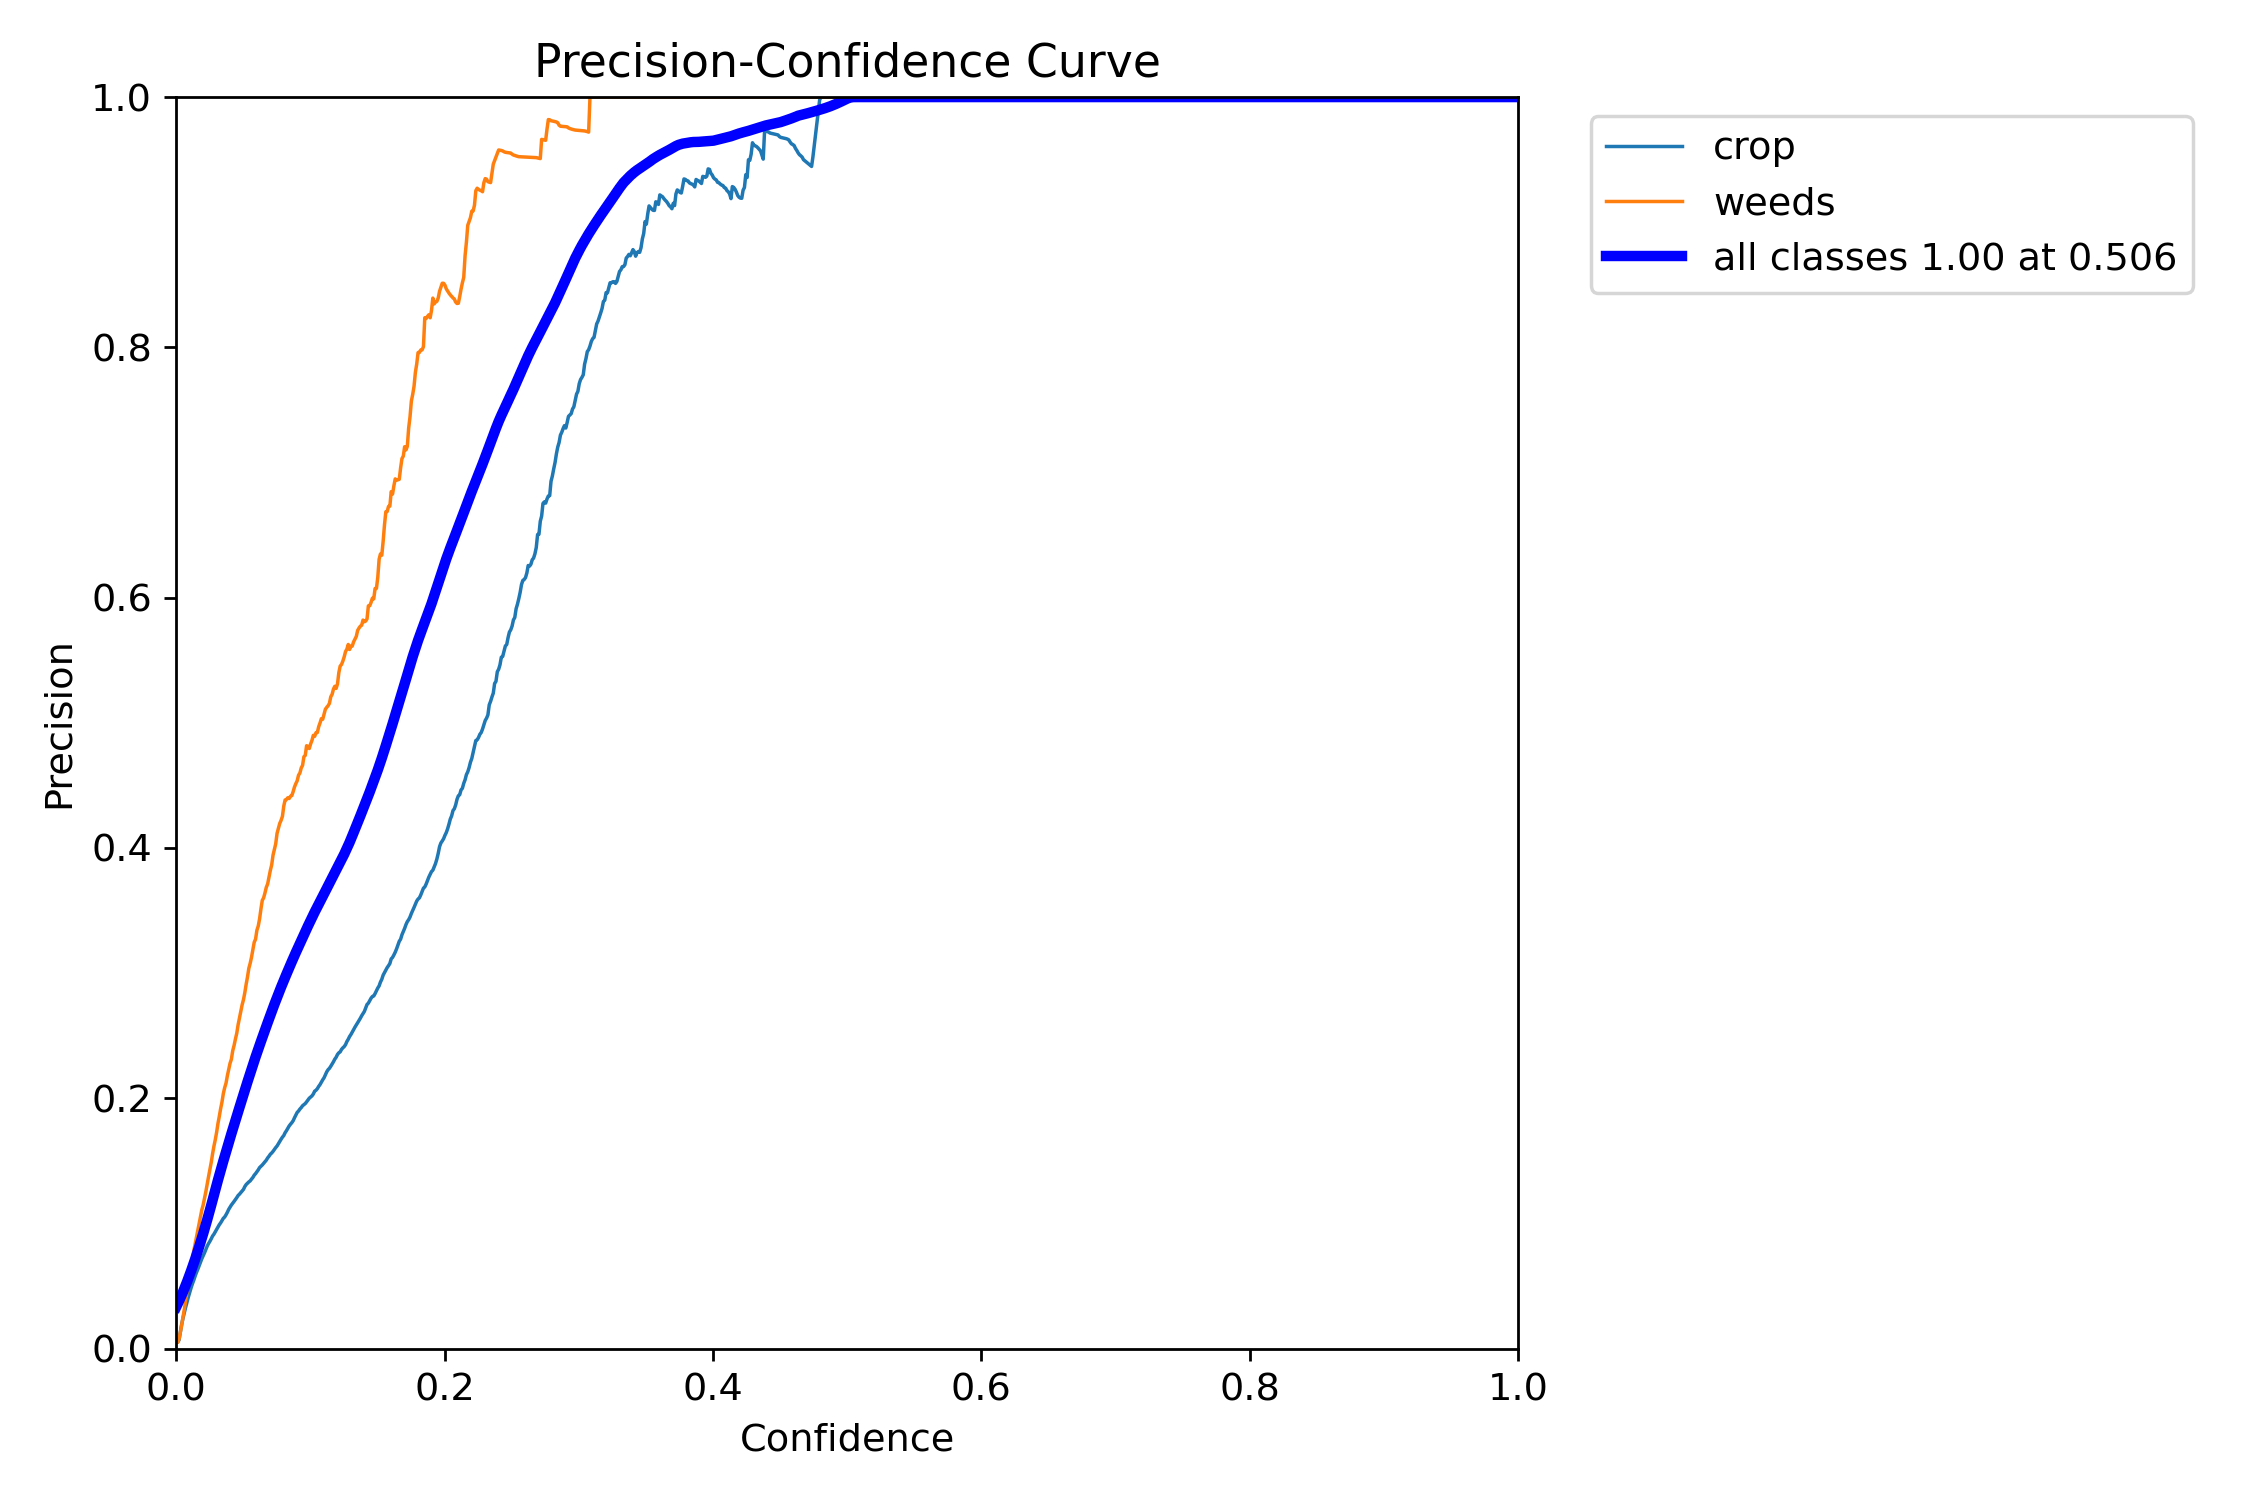 Precision-Confidence Curve
1.0
0.8
0.6
0.4
0.2
0.0
Precision
0.0 0.2 0.4 0.6 0.8 1.0
Confidence
crop
weeds
all classes 1.00 at 0.506